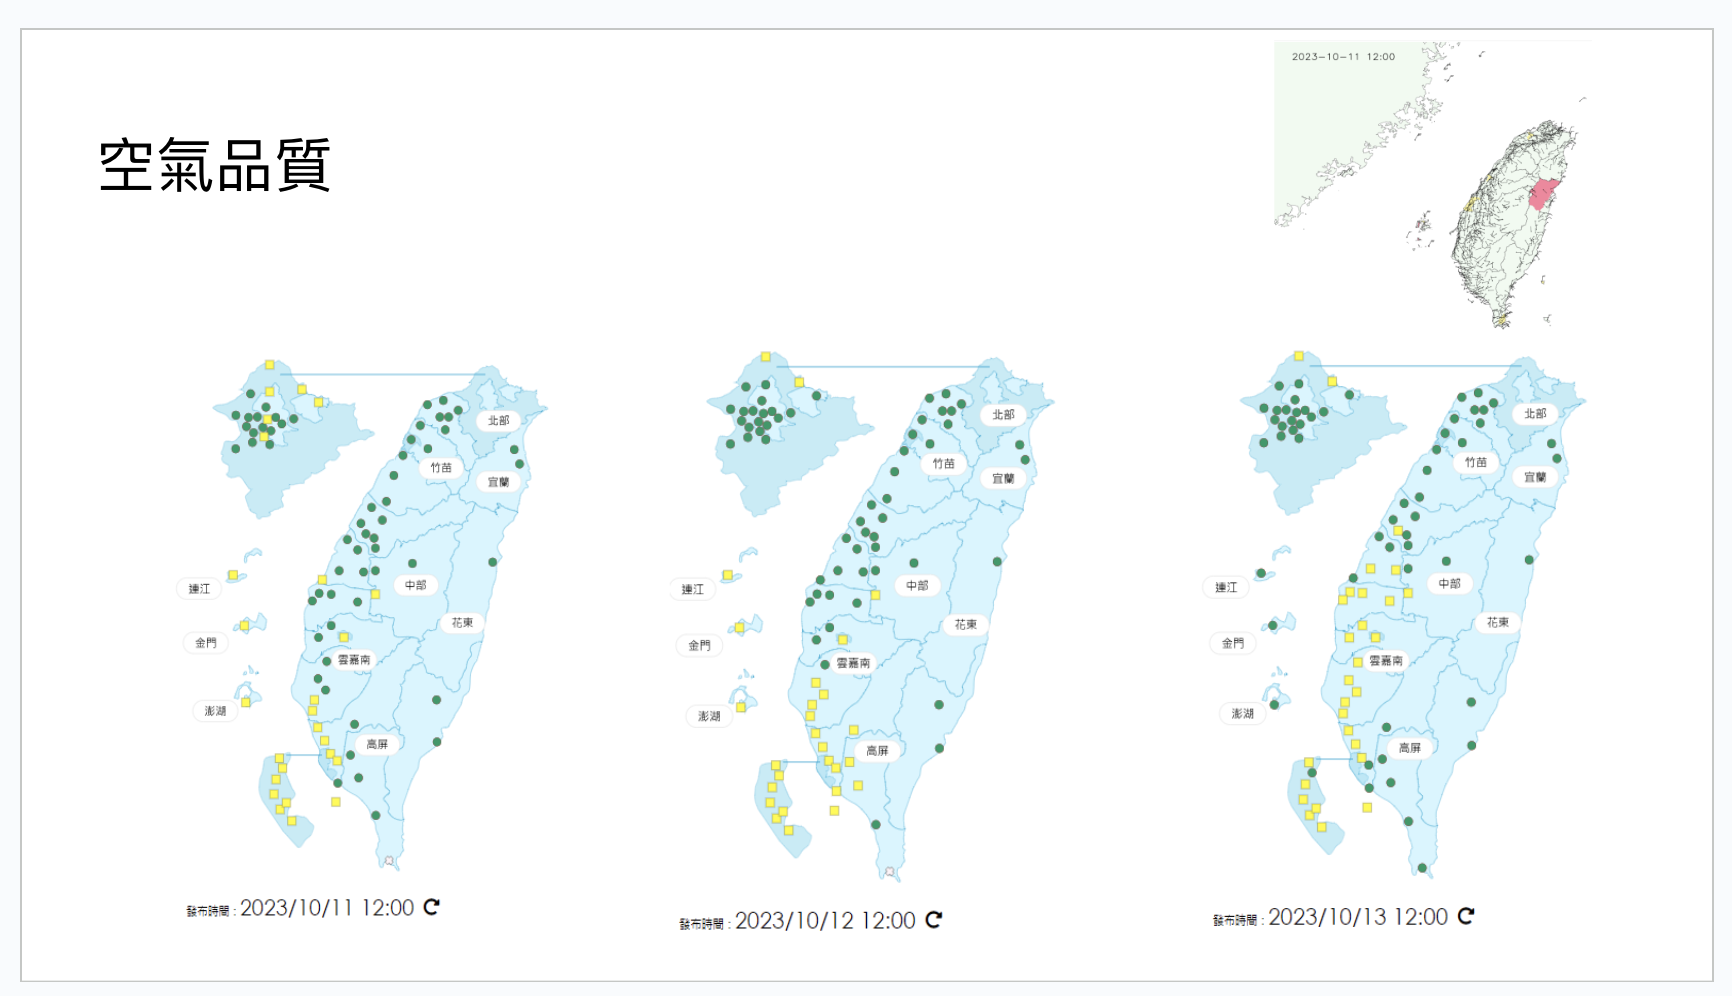 2023-10-11 12:00
空氣品質
北部
竹苗
宜蘭
中部
連江
花東
金門
雲嘉南
澎湖
高屏
發布時間 : 2023/10/11 12:00
北部
竹苗
宜蘭
中部
連江
花東
金門
雲嘉南
澎湖
高屏
發布時間 : 2023/10/12 12:00
北部
竹苗
宜蘭
中部
連江
花東
金門
雲嘉南
澎湖
高屏
發布時間 : 2023/10/13 12:00